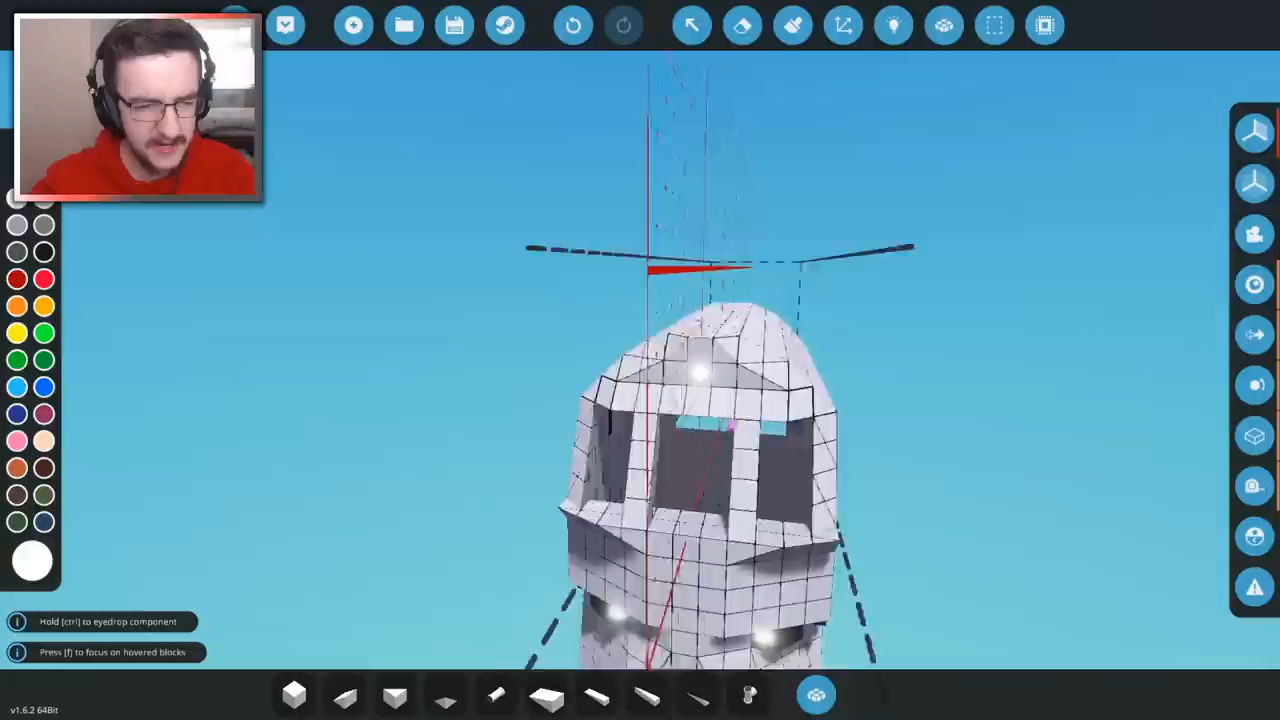 Hold [ctrl] to eyedrop component
Press [f] to focus on hovered blocks
v1.6.2 64Bit